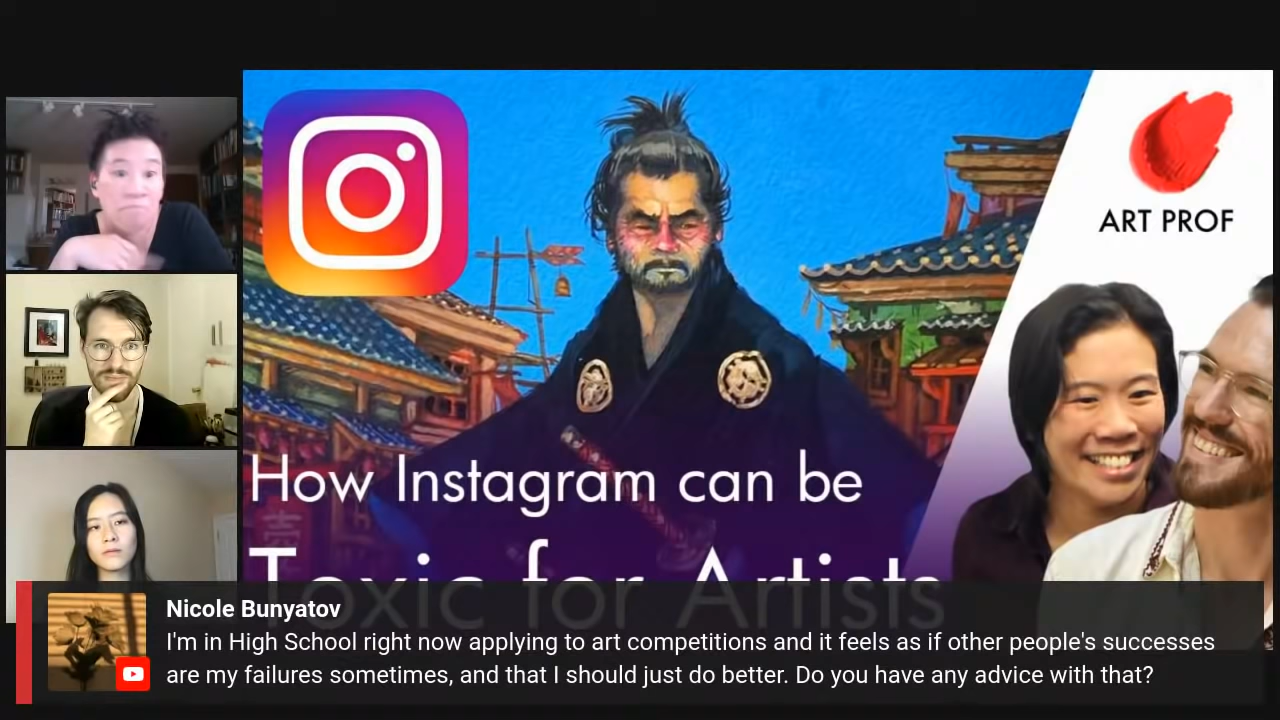 ART PROF
How Instagram can be
Toxic for Artists
Nicole Bunyatov
I'm in High School right now applying to art competitions and it feels as if other people's successes
are my failures sometimes, and that I should just do better. Do you have any advice with that?